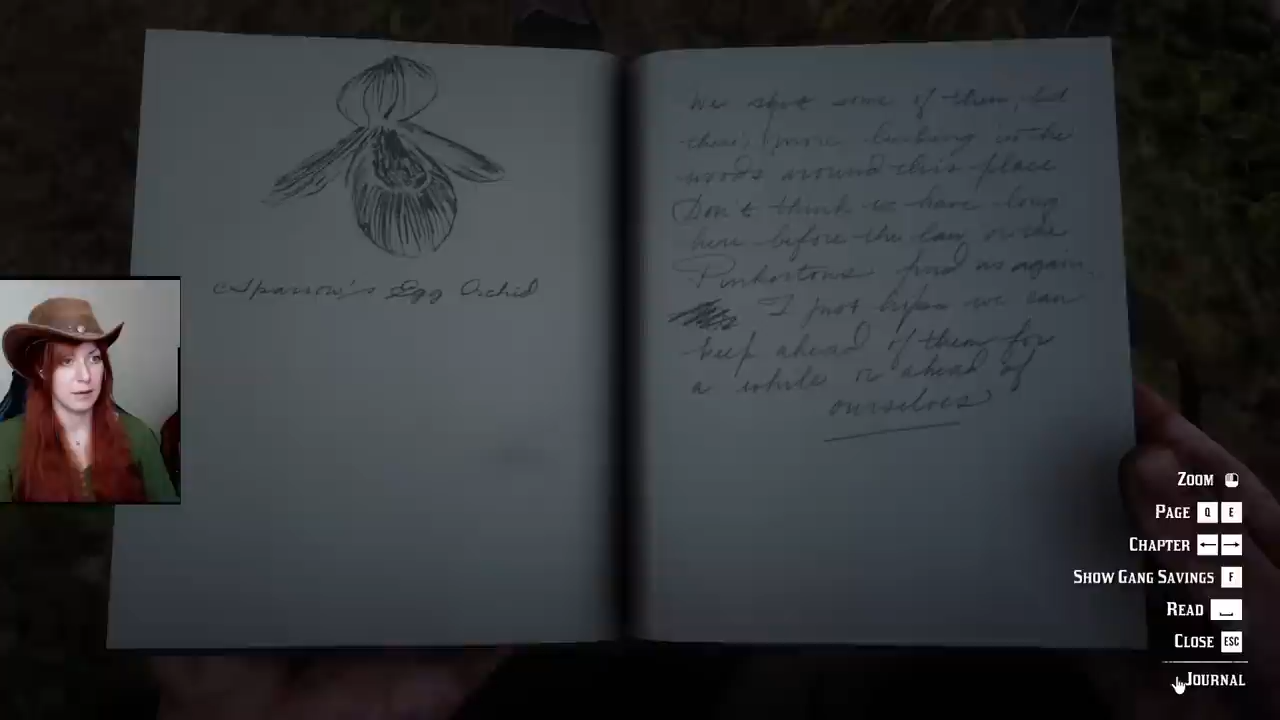 Sparrow's Egg Orchid
We shot some of them, but
there's more lurking in the
woods around this place
Don't think we have long
here before the law or the
Pinkertons find us again.
I just hope we can
keep ahead of them for
a while or ahead of
ourselves
Zoom
Page Q E
Chapter ← →
Show Gang Savings F
Read
Close ESC
Journal